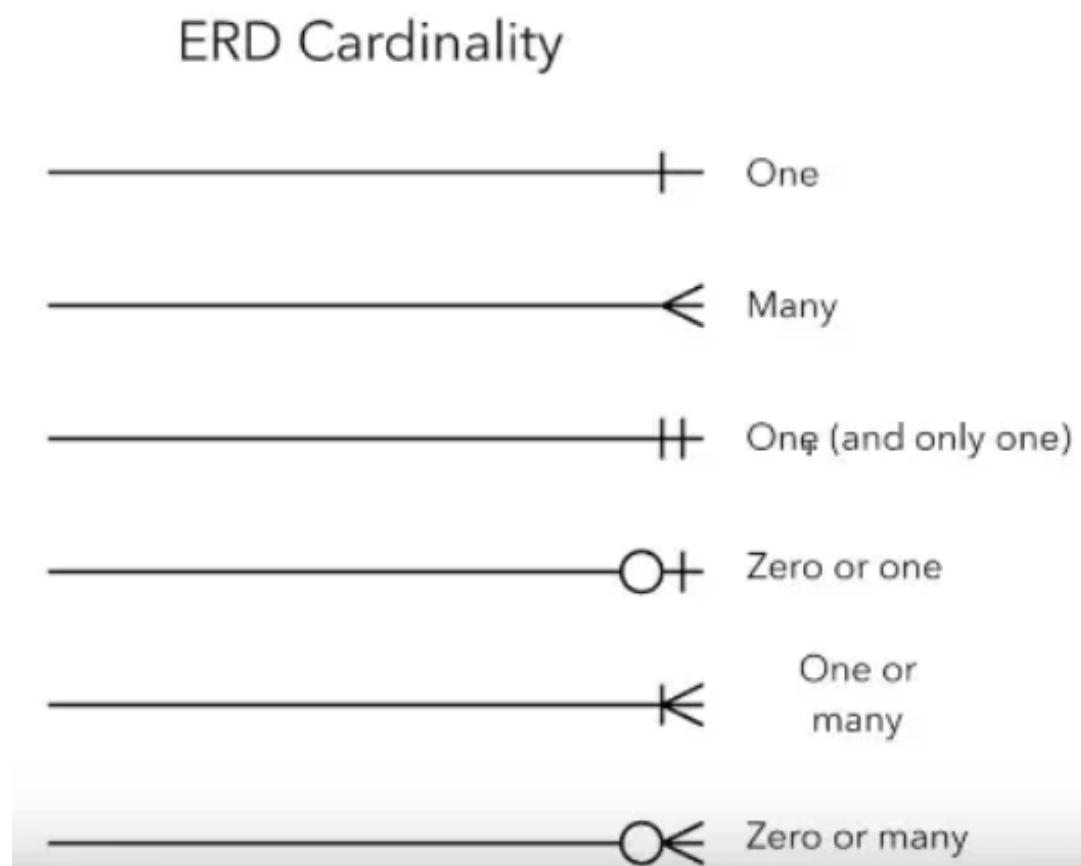 ERD Cardinality
One
Many
One (and only one)
Zero or one
One or
many
Zero or many